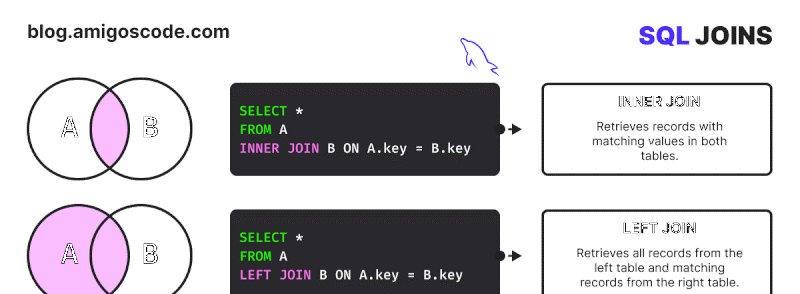 blog.amigoscode.com
SQL JOINS
A
B
SELECT *
FROM A
INNER JOIN B ON A.key = B.key
INNER JOIN
Retrieves records with
matching values in both
tables.
A
B
SELECT *
FROM A
LEFT JOIN B ON A.key = B.key
LEFT JOIN
Retrieves all records from the
left table and matching
records from the right table.